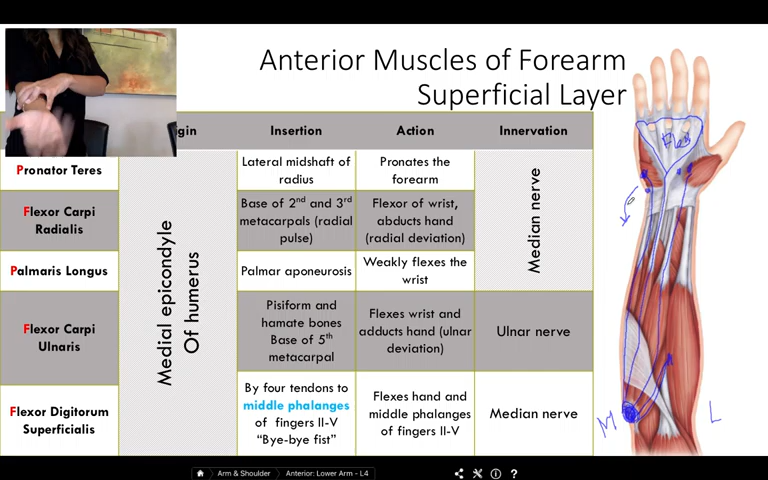 Anterior Muscles of Forearm
Superficial Layer
Insertion
Action
Innervation
Pronator Teres
Lateral midshaft of
radius
Pronates the
forearm
Flexor Carpi
Radialis
Base of 2nd and 3rd
metacarpals (radial
pulse)
Flexor of wrist,
abducts hand
(radial deviation)
Palmaris Longus
Palmar aponeurosis
Weakly flexes the
wrist
Median nerve
Medial epicondyle
Of humerus
Flexor Carpi
Ulnaris
Pisiform and
hamate bones
Base of 5th
metacarpal
Flexes wrist and
adducts hand (ulnar
deviation)
Ulnar nerve
Flexor Digitorum
Superficialis
By four tendons to
middle phalanges
of fingers II-V
"Bye-bye fist"
Flexes hand and
middle phalanges
of fingers II-V
Median nerve
M
L
Arm & Shoulder
Anterior: Lower Arm - L4